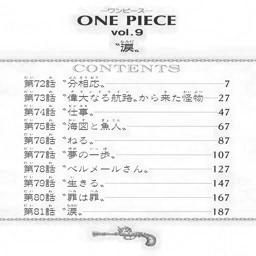 ワンピース
ONE PIECE
vol.9
〝涙〟
CONTENTS
第72話 〝分相応〟 7
第73話 〝偉大なる航路〟から来た怪物 27
第74話 〝仕事〟 47
第75話 〝海図と魚人〟 67
第76話 〝ねる〟 87
第77話 〝夢の一歩〟 107
第78話 〝ベルメールさん〟 127
第79話 〝生きる〟 147
第80話 〝罪は罪〟 167
第81話 〝涙〟 187